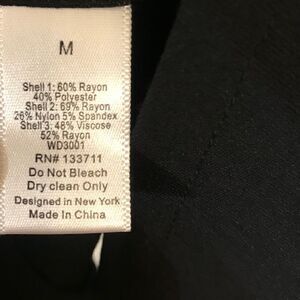 M
Shell 1: 60% Rayon
40% Polyester
Shell 2: 69% Rayon
26% Nylon 5% Spandex
Shell 3: 48% Viscose
52% Rayon
WD3001
RN# 133711
Do Not Bleach
Dry clean Only
Designed in New York
Made In China